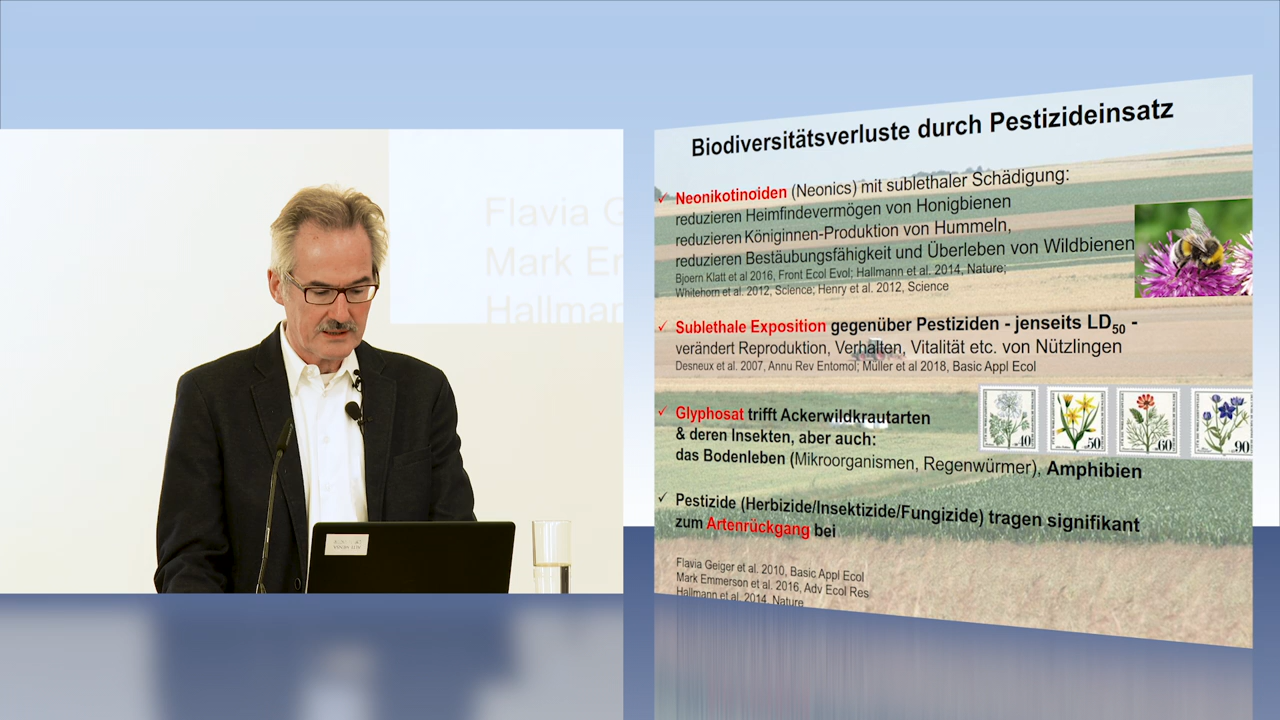 Flavia G
Mark Er
Hallmar
Biodiversitätsverluste durch Pestizideinsatz
✓ Neonikotinoiden (Neonics) mit sublethaler Schädigung:
reduzieren Heimfindevermögen von Honigbienen
reduzieren Königinnen-Produktion von Hummeln,
reduzieren Bestäubungsfähigkeit und Überleben von Wildbienen
Bjoern Klatt et al 2016, Front Ecol Evol; Hallmann et al. 2014, Nature;
Whitehorn et al. 2012, Science; Henry et al. 2012, Science
✓ Sublethale Exposition gegenüber Pestiziden - jenseits LD50 -
verändert Reproduktion, Verhalten, Vitalität etc. von Nützlingen
Desneux et al. 2007, Annu Rev Entomol; Müller et al 2018, Basic Appl Ecol
40 50 60 90
✓ Glyphosat trifft Ackerwildkrautarten
& deren Insekten, aber auch:
das Bodenleben (Mikroorganismen, Regenwürmer), Amphibien
✓ Pestizide (Herbizide/Insektizide/Fungizide) tragen signifikant
zum Artenrückgang bei
Flavia Geiger et al. 2010, Basic Appl Ecol
Mark Emmerson et al. 2016, Adv Ecol Res
Hallmann et al. 2014, Nature